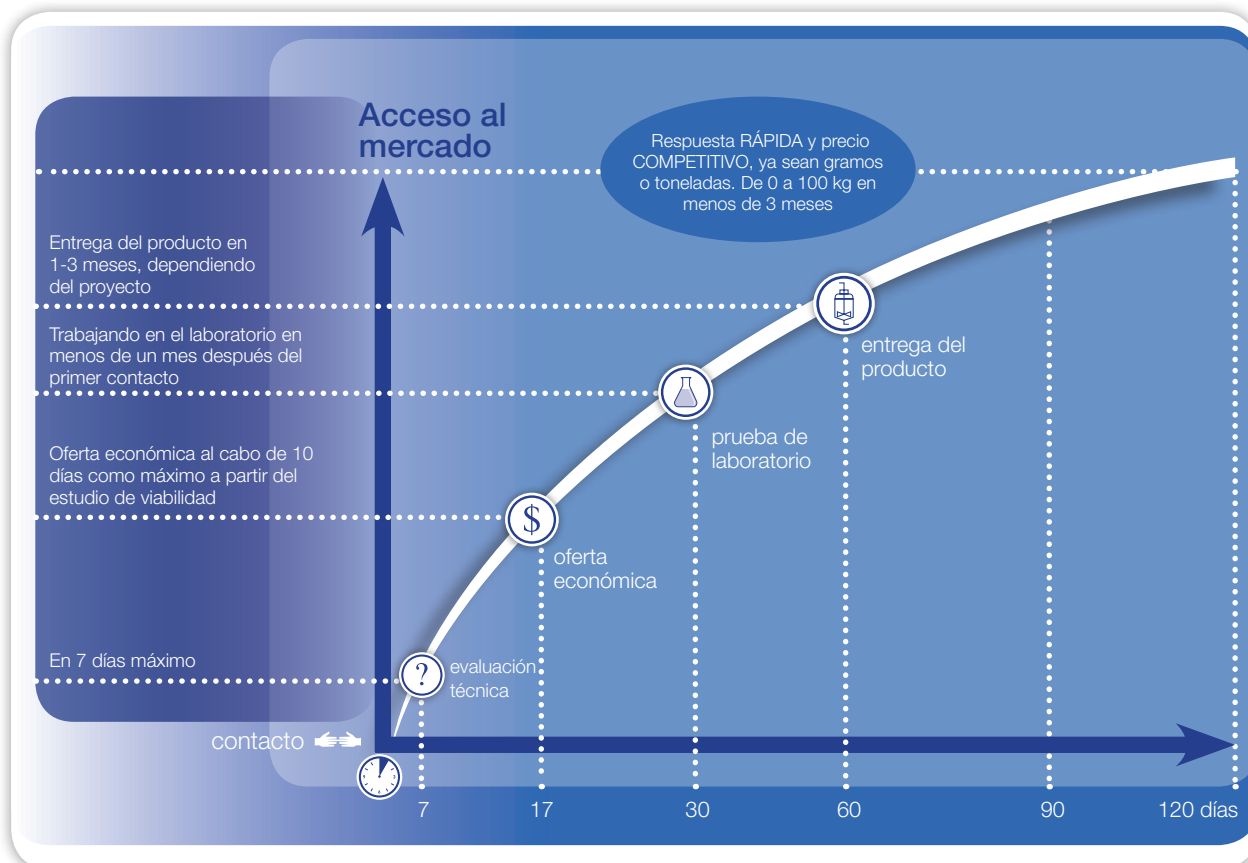 Acceso al
mercado
Respuesta RÁPIDA y precio
COMPETITIVO, ya sean gramos
o toneladas. De 0 a 100 kg en
menos de 3 meses
Entrega del producto en
1-3 meses, dependiendo
del proyecto
Trabajando en el laboratorio en
menos de un mes después del
primer contacto
Oferta económica al cabo de 10
días como máximo a partir del
estudio de viabilidad
En 7 días máximo
entrega del
producto
prueba de
laboratorio
$
oferta
económica
?
evaluación
técnica
contacto
7
17
30
60
90
120 días